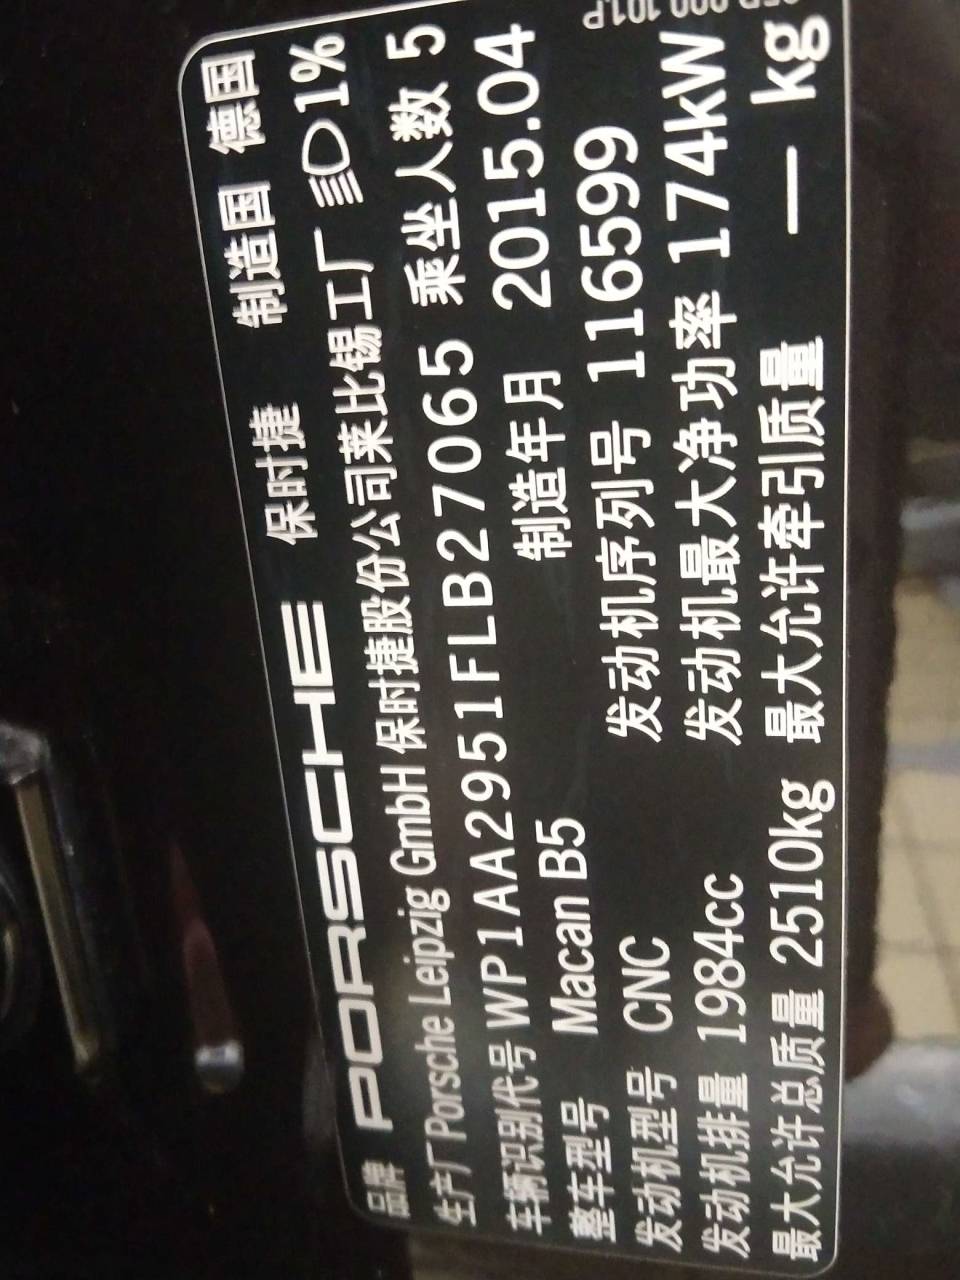 品牌 PORSCHE 保时捷 制造国 德国
生产厂 Porsche Leipzig GmbH 保时捷股份公司莱比锡工厂 1%
车辆识别代号 WP1AA2951FLB27065 乘坐人数 5
整车型号 Macan B5 制造年月 2015.04
发动机型号 CNC 发动机序列号 116599
发动机排量 1984cc 发动机最大净功率 174kW
最大允许总质量 2510kg 最大允许牵引质量 — kg